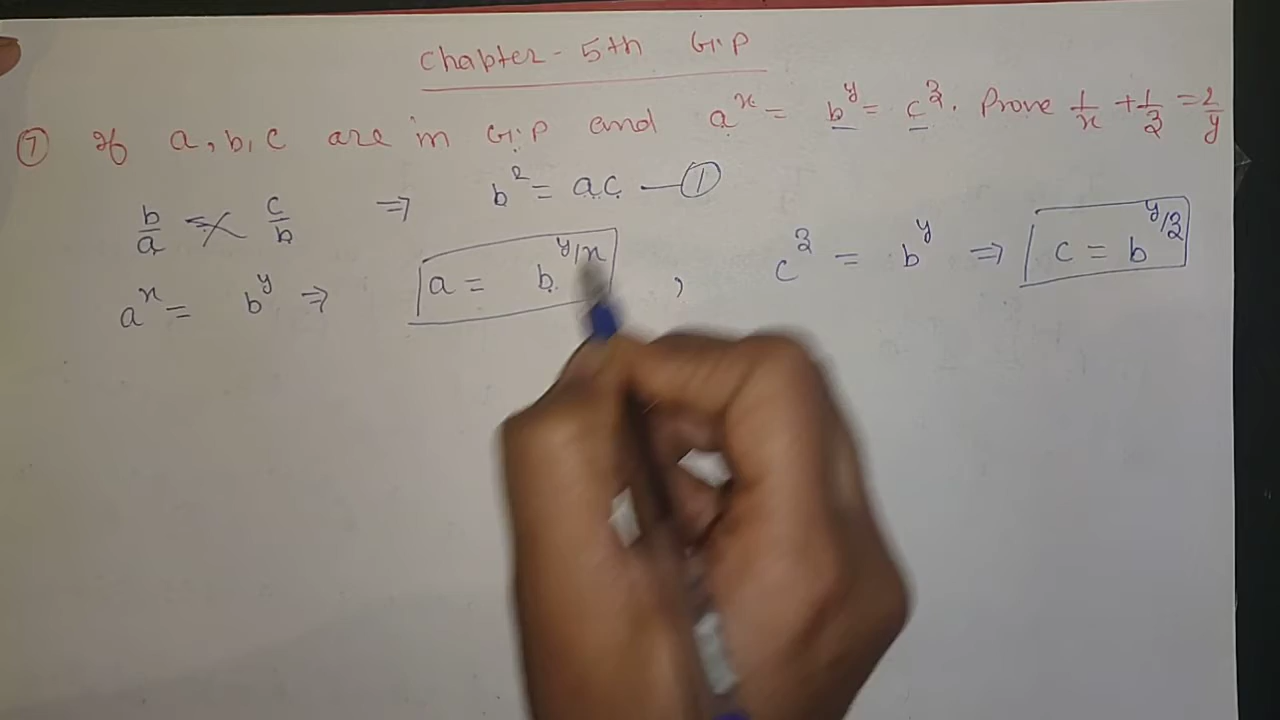 Chapter - 5th G.P
⑦ If a, b, c are in G.P and a^x = b^y = c^z. Prove 1/x + 1/z = 2/y
b/a = c/b ⇒ b^2 = ac — ①
a^x = b^y ⇒ a = b^y/x , c^z = b^y ⇒ c = b^y/z